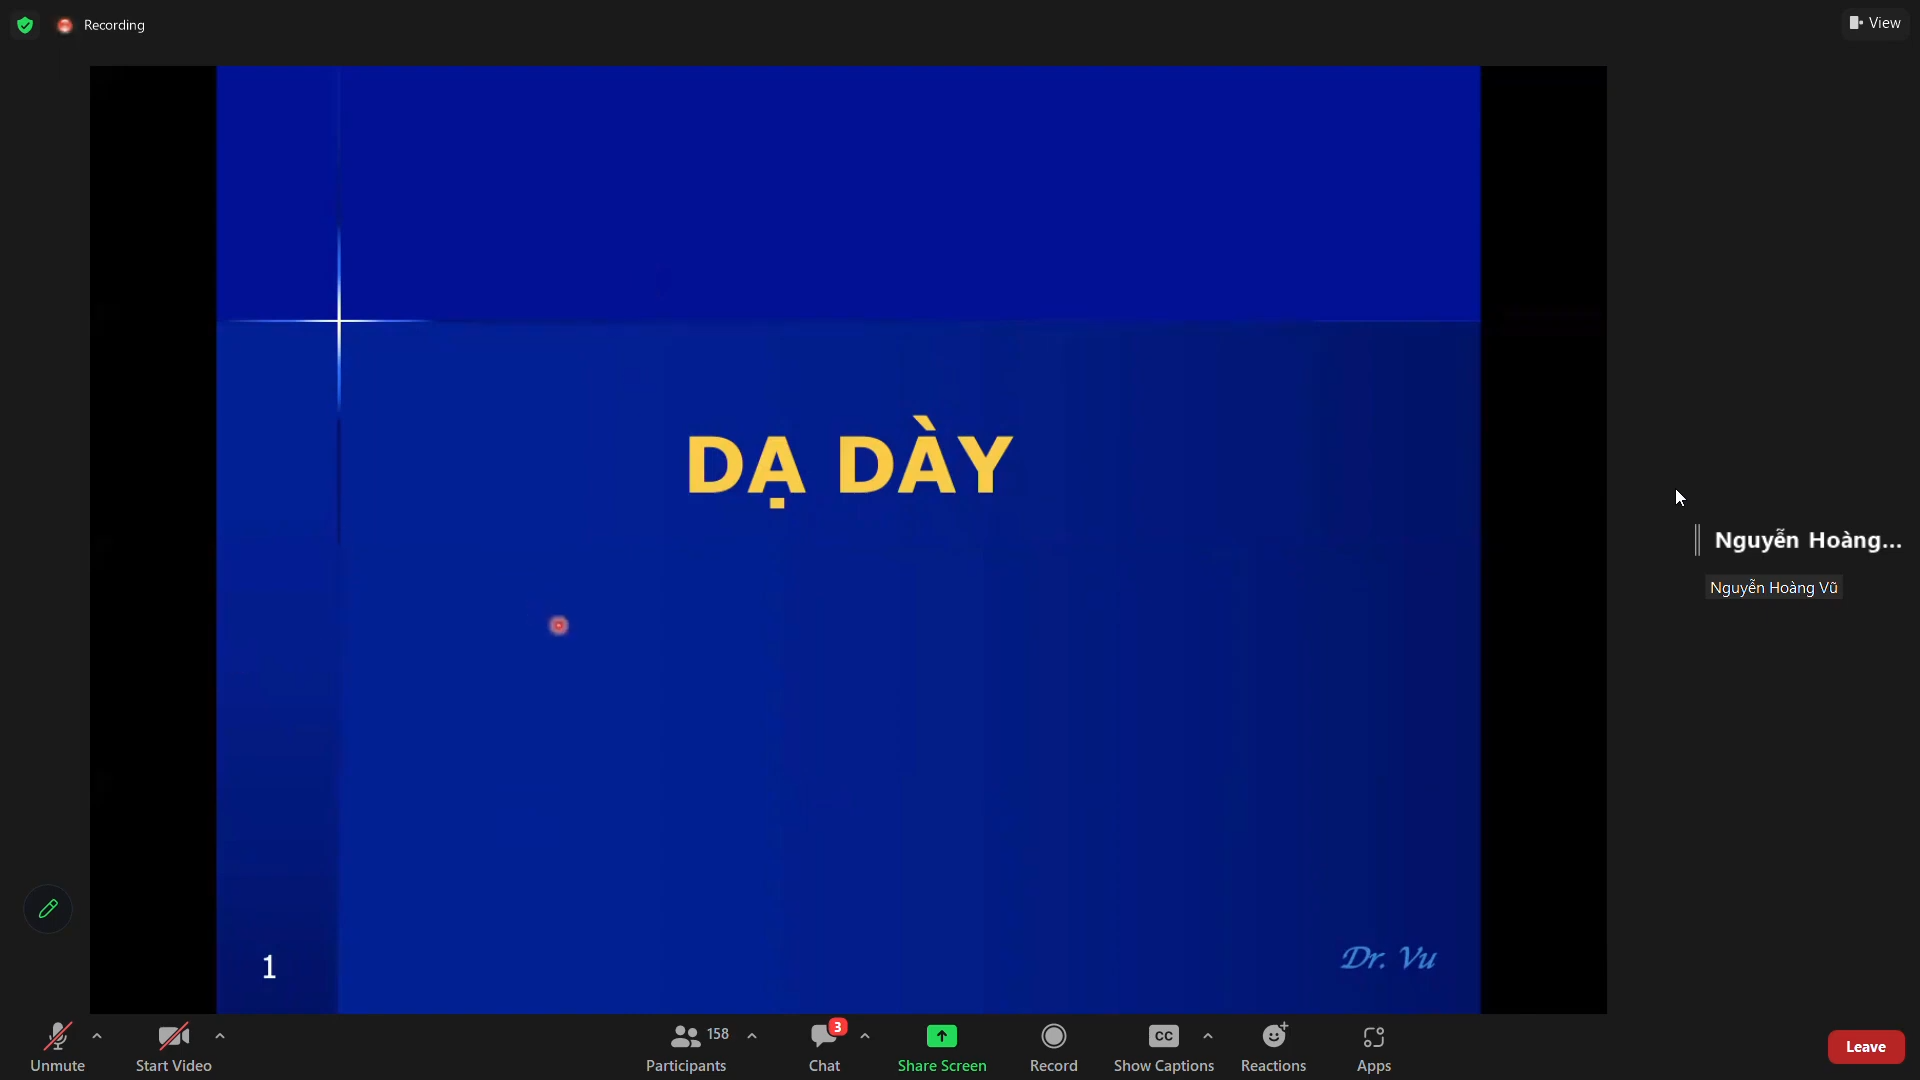 Recording
View
DẠ DÀY
Nguyễn Hoàng...
Nguyễn Hoàng Vũ
1
Dr. Vu
158
3
CC
Unmute
Start Video
Participants
Chat
Share Screen
Record
Show Captions
Reactions
Apps
Leave